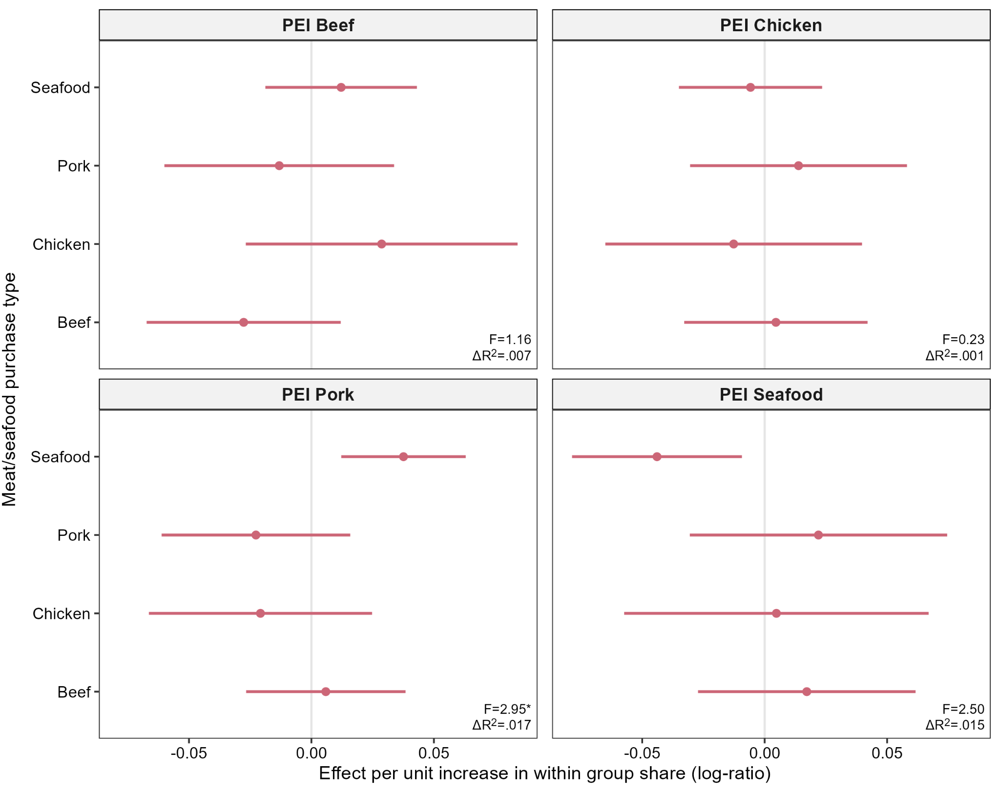 PEI Beef
PEI Chicken
Seafood
Pork
Chicken
Beef
F=1.16
ΔR²=.007
F=0.23
ΔR²=.001
PEI Pork
PEI Seafood
Seafood
Pork
Chicken
Beef
F=2.95*
ΔR²=.017
F=2.50
ΔR²=.015
-0.05 0.00 0.05
-0.05 0.00 0.05
Effect per unit increase in within group share (log-ratio)
Meat/seafood purchase type